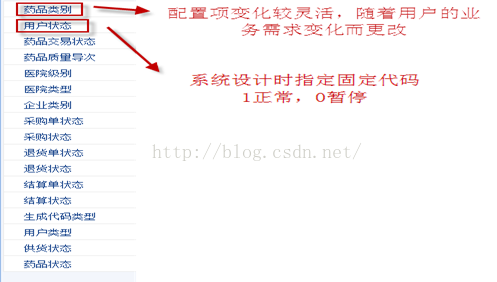 药品类别
用户状态
药品交易状态
药品质量层次
医院级别
医院类型
企业类别
采购单状态
采购状态
退货单状态
退货状态
结算单状态
结算状态
生成代码类型
用户类型
供货状态
药品状态
配置项变化较灵活，随着用户的业
务需求变化而更改
系统设计时指定固定代码
1正常，0暂停
http://blog.csdn.net/